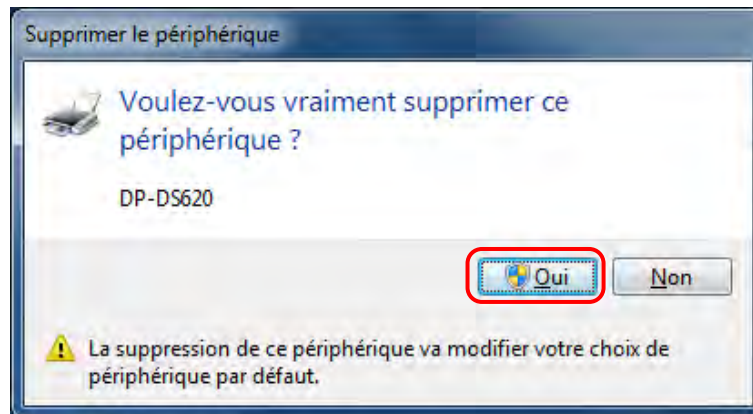 Supprimer le périphérique
Voulez-vous vraiment supprimer ce
périphérique ?
DP-DS620
Oui
Non
La suppression de ce périphérique va modifier votre choix de
périphérique par défaut.